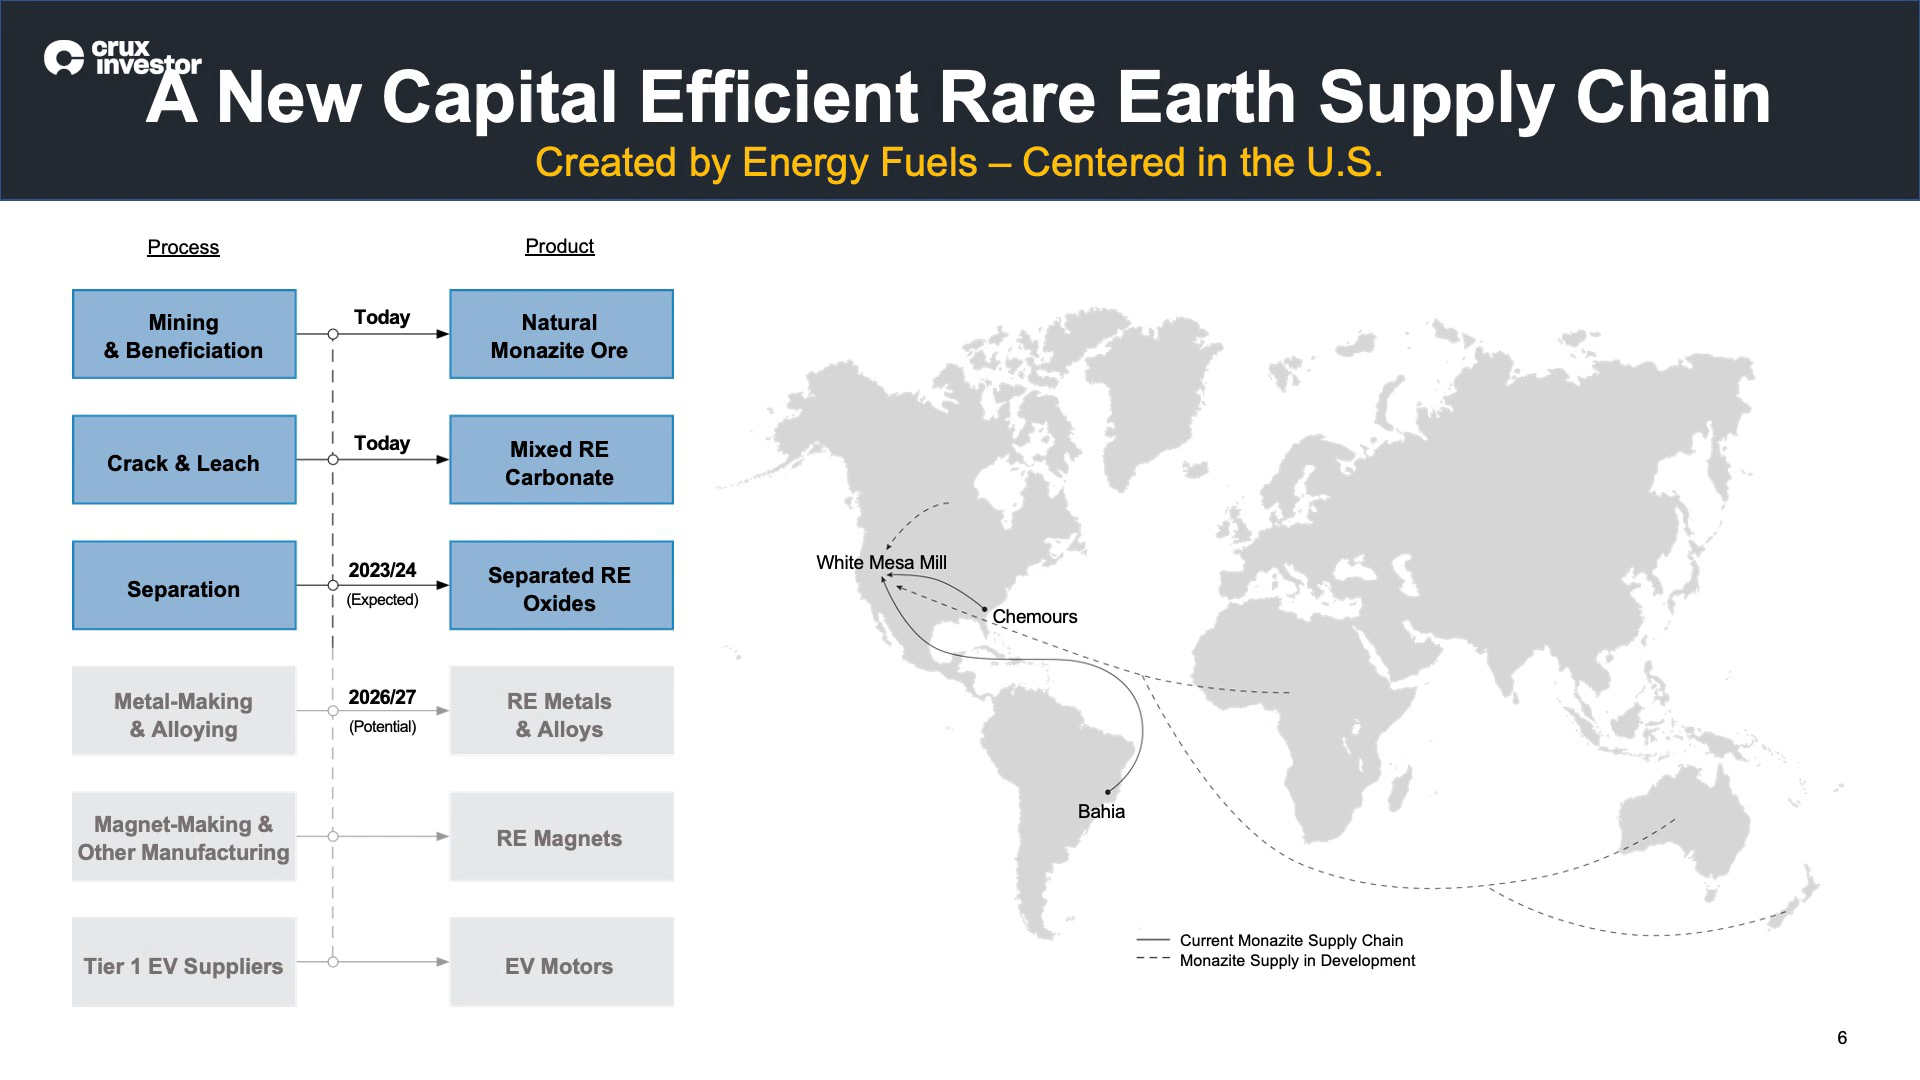 crux
investor
A New Capital Efficient Rare Earth Supply Chain
Created by Energy Fuels – Centered in the U.S.
Process
Product
Mining
& Beneficiation
Today
Natural
Monazite Ore
Crack & Leach
Today
Mixed RE
Carbonate
Separation
2023/24
(Expected)
Separated RE
Oxides
Metal-Making
& Alloying
2026/27
(Potential)
RE Metals
& Alloys
Magnet-Making &
Other Manufacturing
RE Magnets
Tier 1 EV Suppliers
EV Motors
White Mesa Mill
Chemours
Bahia
Current Monazite Supply Chain
Monazite Supply in Development
6